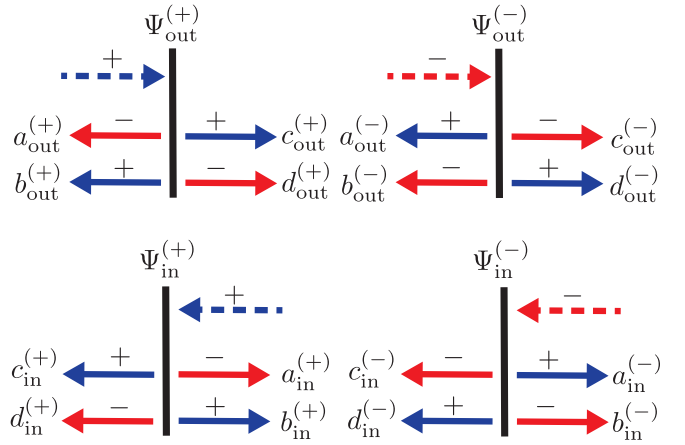 Ψ_out^(+) Ψ_out^(−)
+ −
a_out^(+) − + c_out^(+) a_out^(−) + − c_out^(−)
b_out^(+) + − d_out^(+) b_out^(−) − + d_out^(−)
Ψ_in^(+) Ψ_in^(−)
+ −
c_in^(+) + − a_in^(+) c_in^(−) − + a_in^(−)
d_in^(+) − + b_in^(+) d_in^(−) + − b_in^(−)